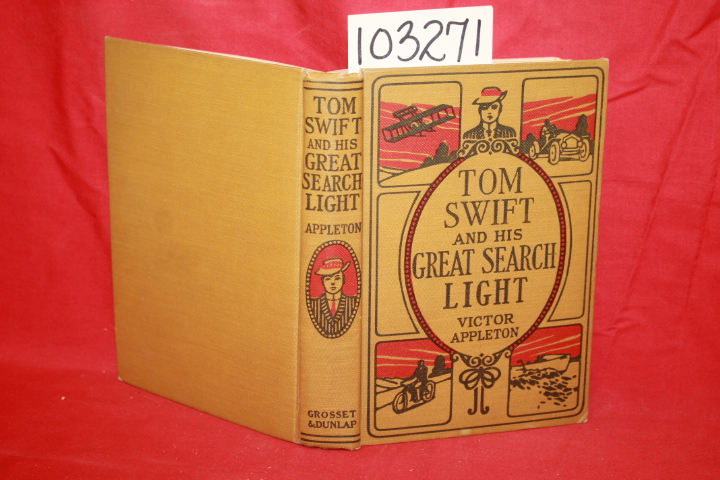 103271
TOM
SWIFT
AND HIS
GREAT
SEARCH
LIGHT
APPLETON
GROSSET
& DUNLAP
TOM
SWIFT
AND HIS
GREAT SEARCH
LIGHT
VICTOR
APPLETON